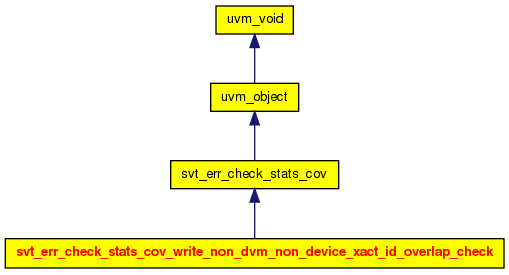 uvm_void
uvm_object
svt_err_check_stats_cov
svt_err_check_stats_cov_write_non_dvm_non_device_xact_id_overlap_check